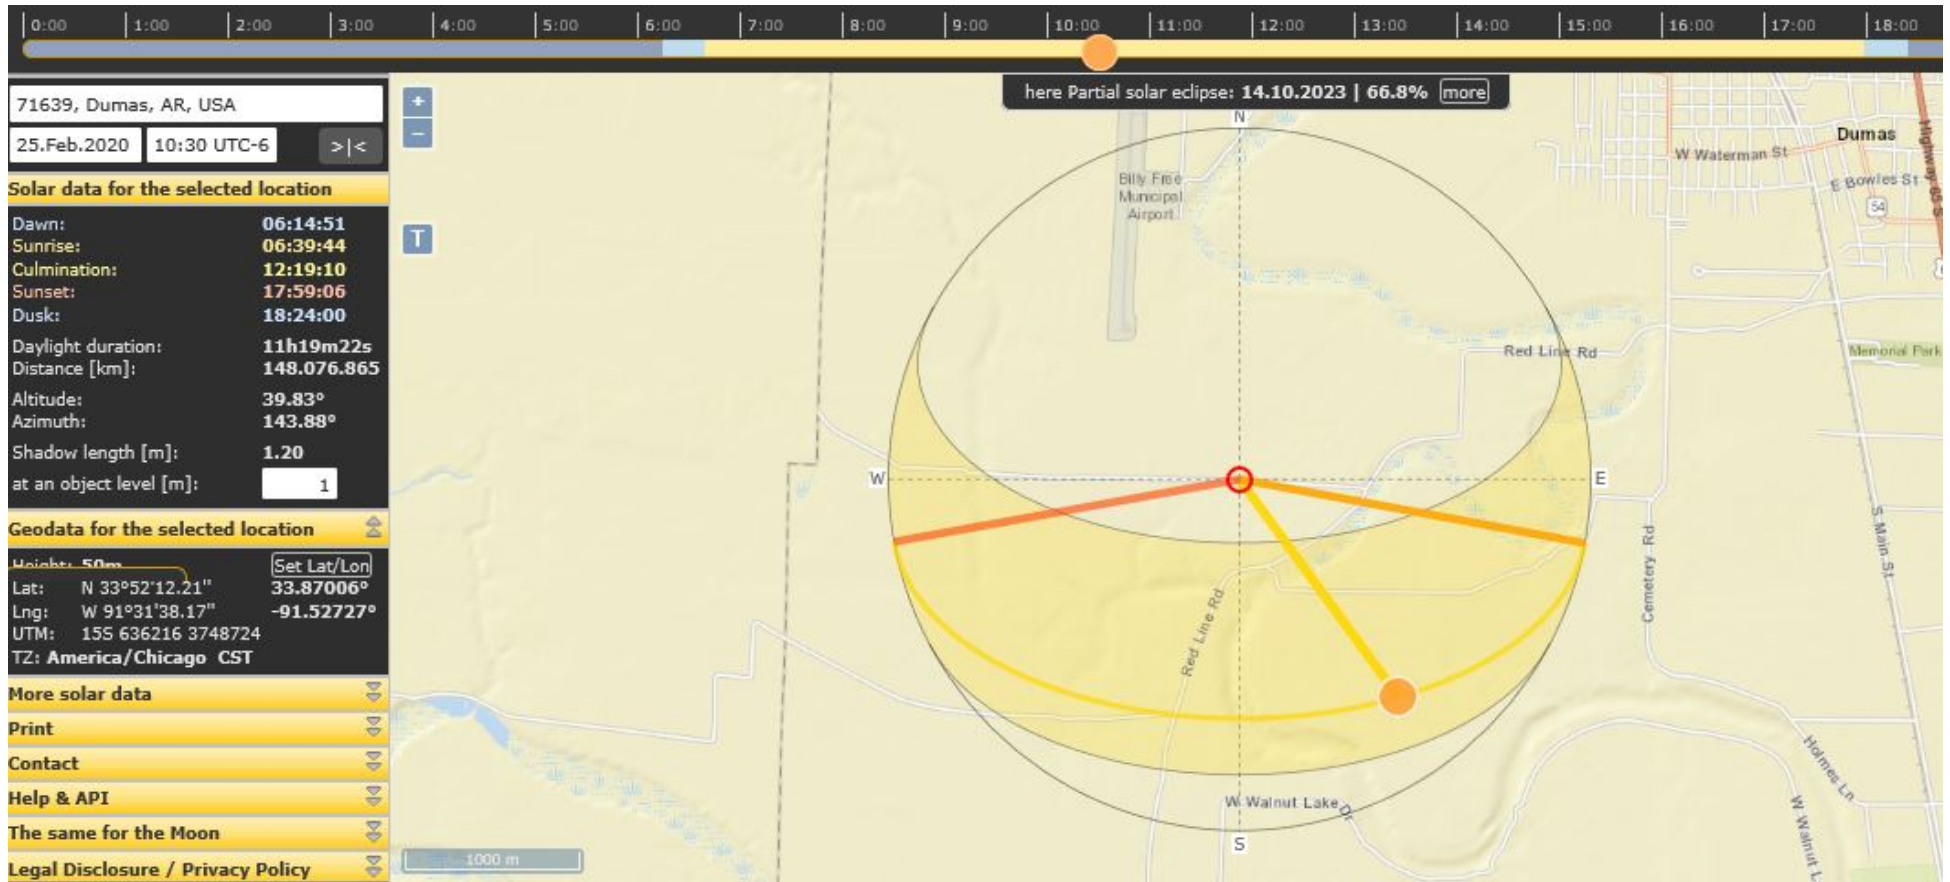 0:00 1:00 2:00 3:00 4:00 5:00 6:00 7:00 8:00 9:00 10:00 11:00 12:00 13:00 14:00 15:00 16:00 17:00 18:00
71639, Dumas, AR, USA
25.Feb.2020 10:30 UTC-6 >|<
Solar data for the selected location
Dawn: 06:14:51
Sunrise: 06:39:44
Culmination: 12:19:10
Sunset: 17:59:06
Dusk: 18:24:00
Daylight duration: 11h19m22s
Distance [km]: 148.076.865
Altitude: 39.83°
Azimuth: 143.88°
Shadow length [m]: 1.20
at an object level [m]: 1
Geodata for the selected location
Height: 50m Set Lat/Lon
Lat: N 33°52'12.21" 33.87006°
Lng: W 91°31'38.17" -91.52727°
UTM: 15S 636216 3748724
TZ: America/Chicago CST
More solar data
Print
Contact
Help & API
The same for the Moon
Legal Disclosure / Privacy Policy
+
−
T
here Partial solar eclipse: 14.10.2023 | 66.8% more
N
Billy Free
Municipal
Airport
Dumas
W Waterman St
E Bowles St
54
Highway 65 S
Red Line Rd
Memorial Park
W
E
Cemetery Rd
S Main St
Red Line Rd
Holmes Ln
W Walnut Lake Dr
W Walnut L
S
1000 m